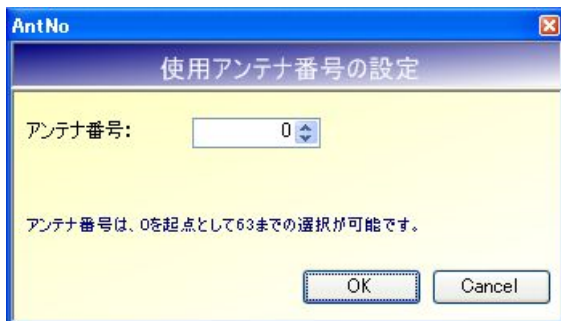 AntNo
使用アンテナ番号の設定
アンテナ番号: 0
アンテナ番号は、0を起点として63までの選択が可能です。
OK Cancel